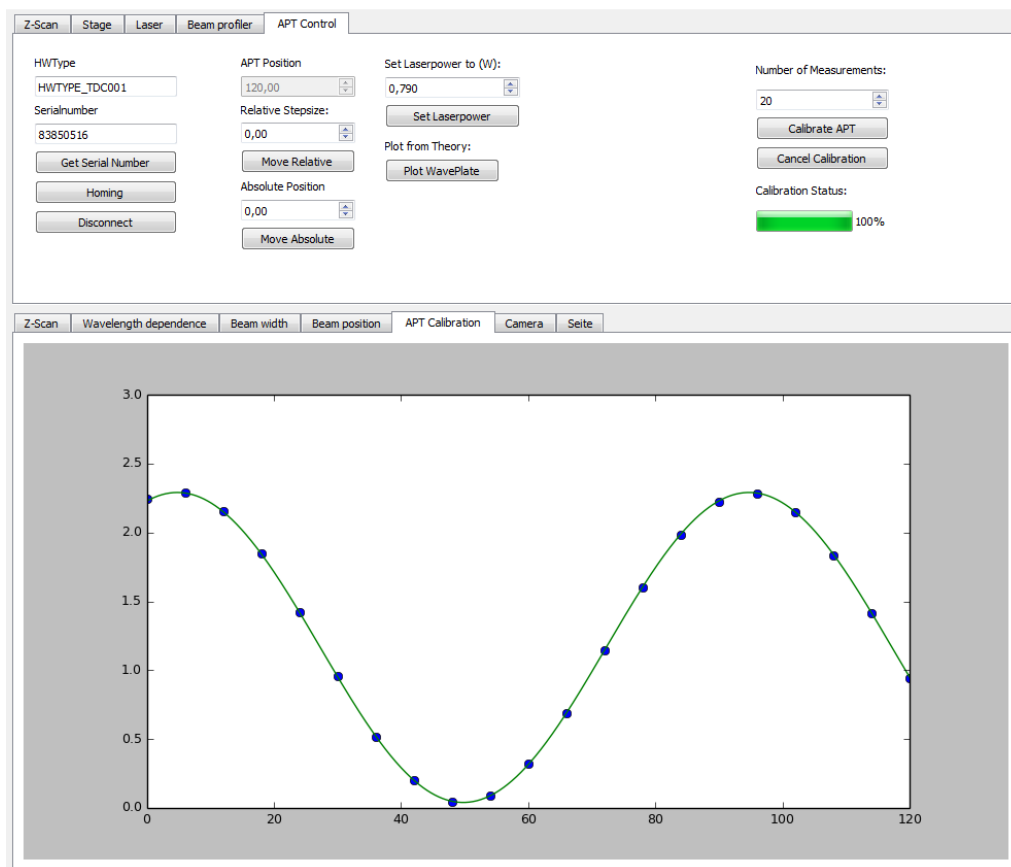 Z-Scan Stage Laser Beam profiler APT Control
HWType
HWTYPE_TDC001
Serialnumber
83850516
Get Serial Number
Homing
Disconnect
APT Position
120,00
Relative Stepsize:
0,00
Move Relative
Absolute Position
0,00
Move Absolute
Set Laserpower to (W):
0,790
Set Laserpower
Plot from Theory:
Plot WavePlate
Number of Measurements:
20
Calibrate APT
Cancel Calibration
Calibration Status:
100%
Z-Scan Wavelength dependence Beam width Beam position APT Calibration Camera Seite
3.0
2.5
2.0
1.5
1.0
0.5
0.0
0 20 40 60 80 100 120